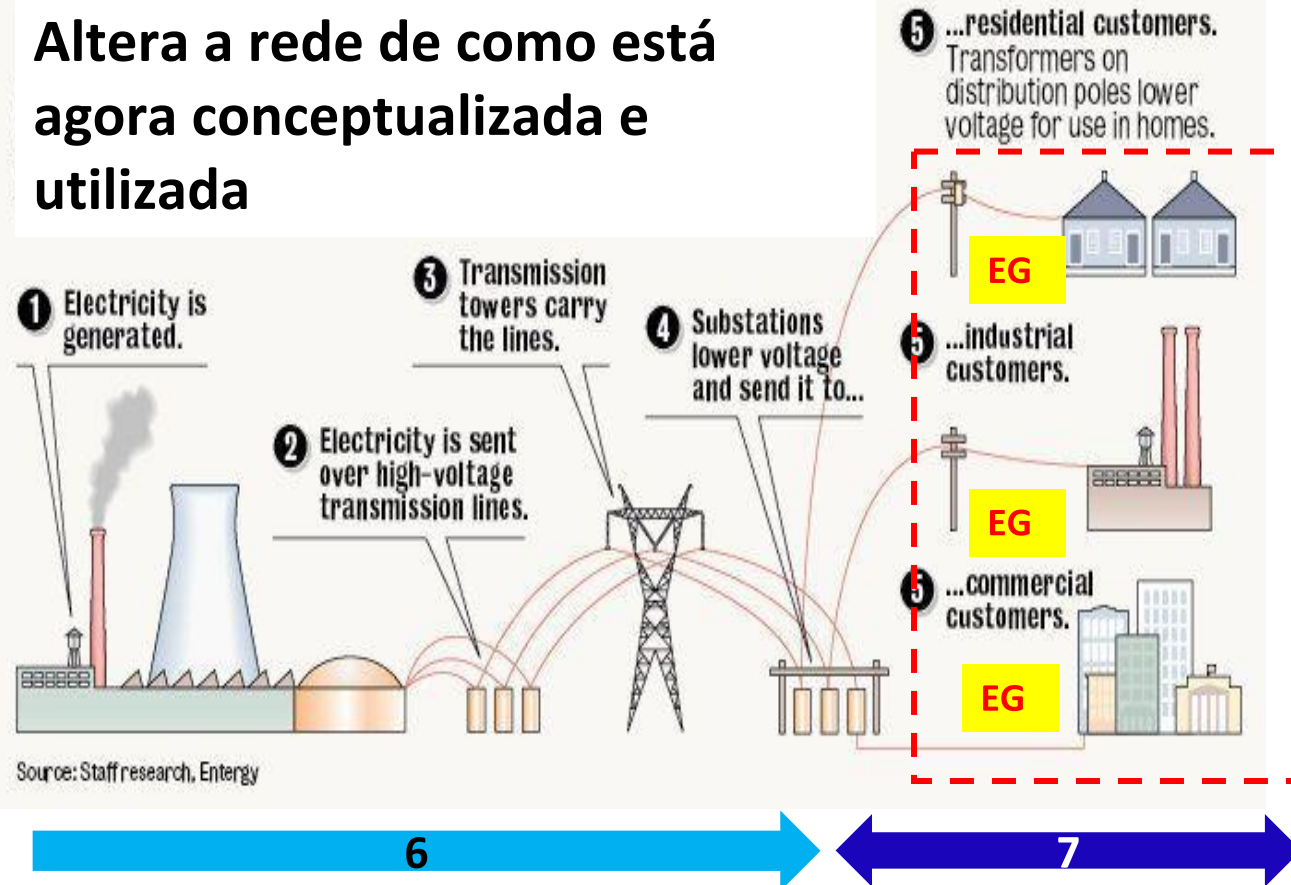 Altera a rede de como está
agora conceptualizada e
utilizada
1 Electricity is
generated.
2 Electricity is sent
over high-voltage
transmission lines.
3 Transmission
towers carry
the lines.
4 Substations
lower voltage
and send it to...
5 ...residential customers.
Transformers on
distribution poles lower
voltage for use in homes.
EG
5 ...industrial
customers.
EG
5 ...commercial
customers.
EG
Source: Staff research, Entergy
6
7